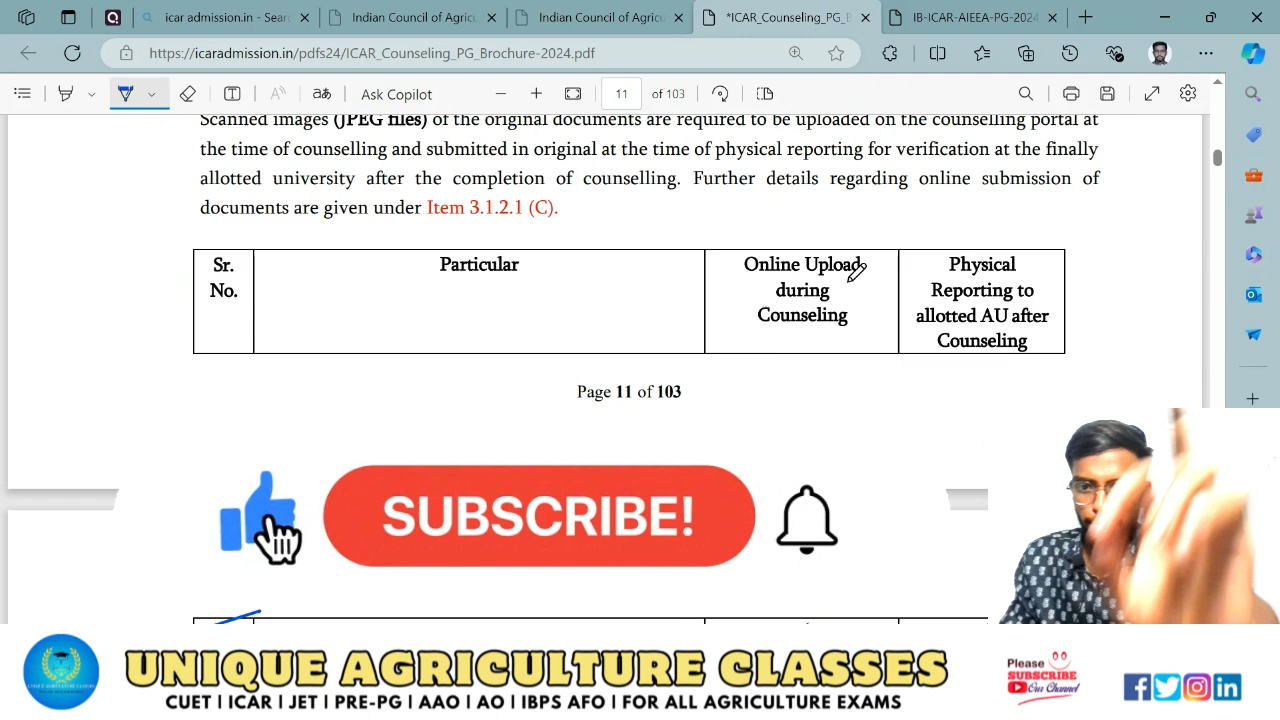 icar admission.in - Searc
Indian Council of Agricu
Indian Council of Agricu
*ICAR_Counseling_PG_B
IB-ICAR-AIEEA-PG-2024
https://icaradmission.in/pdfs24/ICAR_Counseling_PG_Brochure-2024.pdf
Ask Copilot
11
of 103
Scanned images (JPEG files) of the original documents are required to be uploaded on the counselling portal at
the time of counselling and submitted in original at the time of physical reporting for verification at the finally
allotted university after the completion of counselling. Further details regarding online submission of
documents are given under Item 3.1.2.1 (C).
Sr.
No.
Particular
Online Upload
during
Counseling
Physical
Reporting to
allotted AU after
Counseling
Page 11 of 103
SUBSCRIBE!
UNIQUE AGRICULTURE CLASSES
CUET | ICAR | JET | PRE-PG | AAO | AO | IBPS AFO | FOR ALL AGRICULTURE EXAMS
Please
SUBSCRIBE
Our Channel